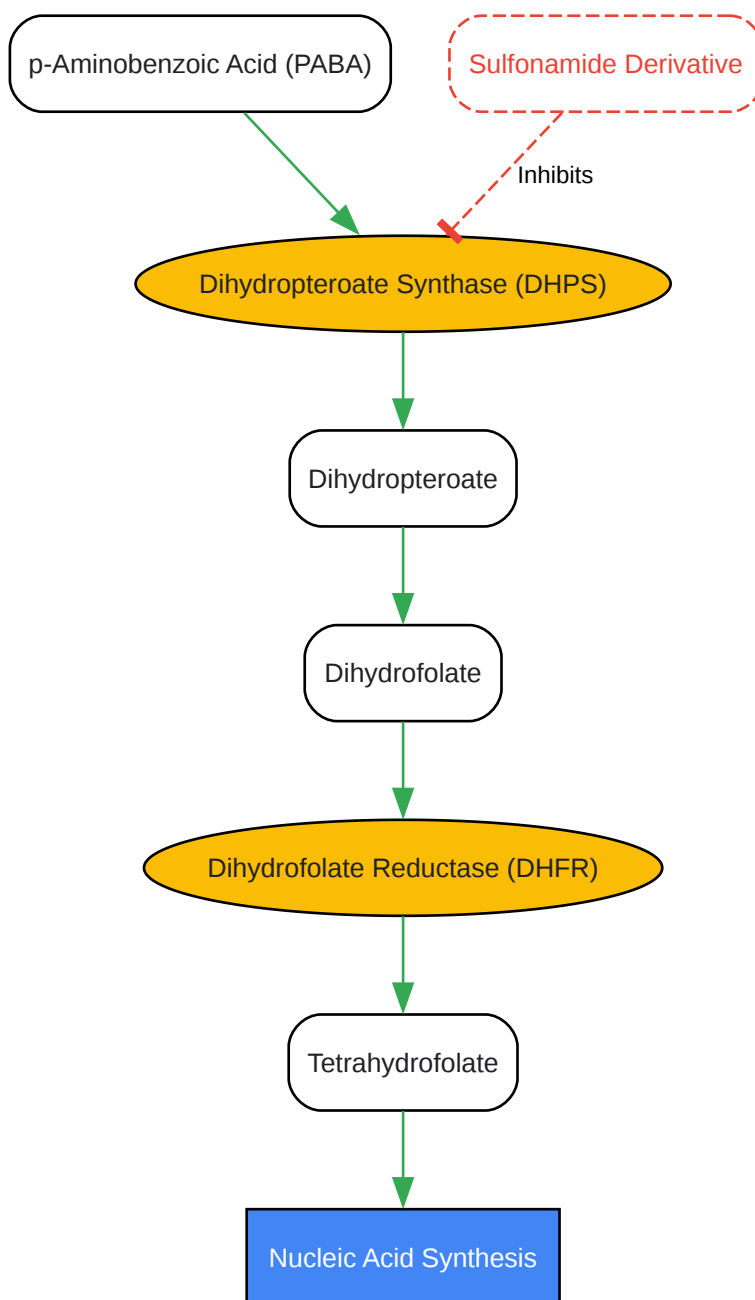 p-Aminobenzoic Acid (PABA)
Sulfonamide Derivative
Inhibits
Dihydropteroate Synthase (DHPS)
Dihydropteroate
Dihydrofolate
Dihydrofolate Reductase (DHFR)
Tetrahydrofolate
Nucleic Acid Synthesis